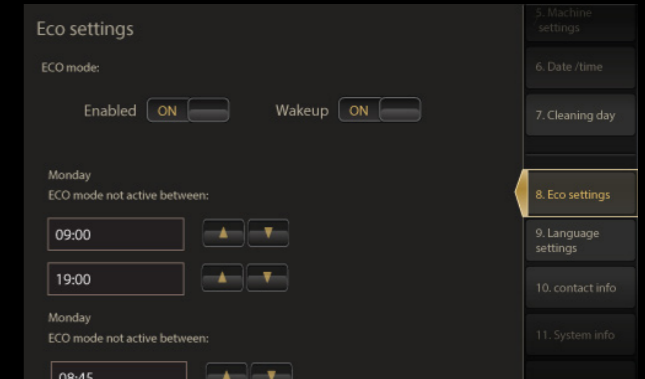 Eco settings
ECO mode:
Enabled ON
Wakeup ON
Monday
ECO mode not active between:
09:00
19:00
Monday
ECO mode not active between:
08:45
5. Machine
settings
6. Date /time
7. Cleaning day
8. Eco settings
9. Language
settings
10. contact info
11. System info